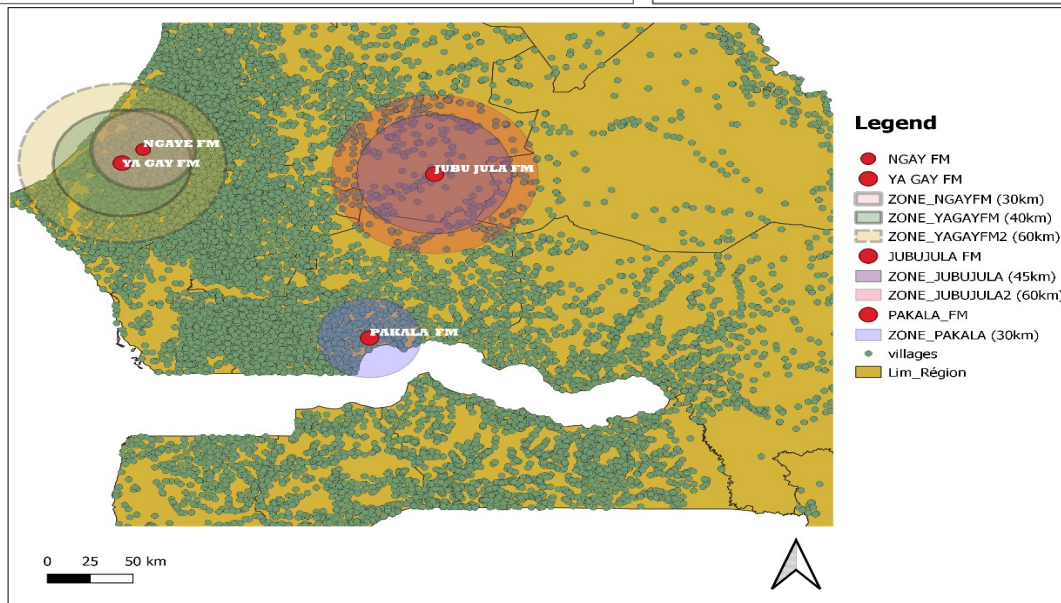 NGAYE FM
YA GAY FM
JUBU JULA FM
PAKALA FM
Legend
NGAY FM
YA GAY FM
ZONE_NGAYFM (30km)
ZONE_YAGAYFM (40km)
ZONE_YAGAYFM2 (60km)
JUBUJULA FM
ZONE_JUBUJULA (45km)
ZONE_JUBUJULA2 (60km)
PAKALA_FM
ZONE_PAKALA (30km)
villages
Lim_Région
0 25 50 km